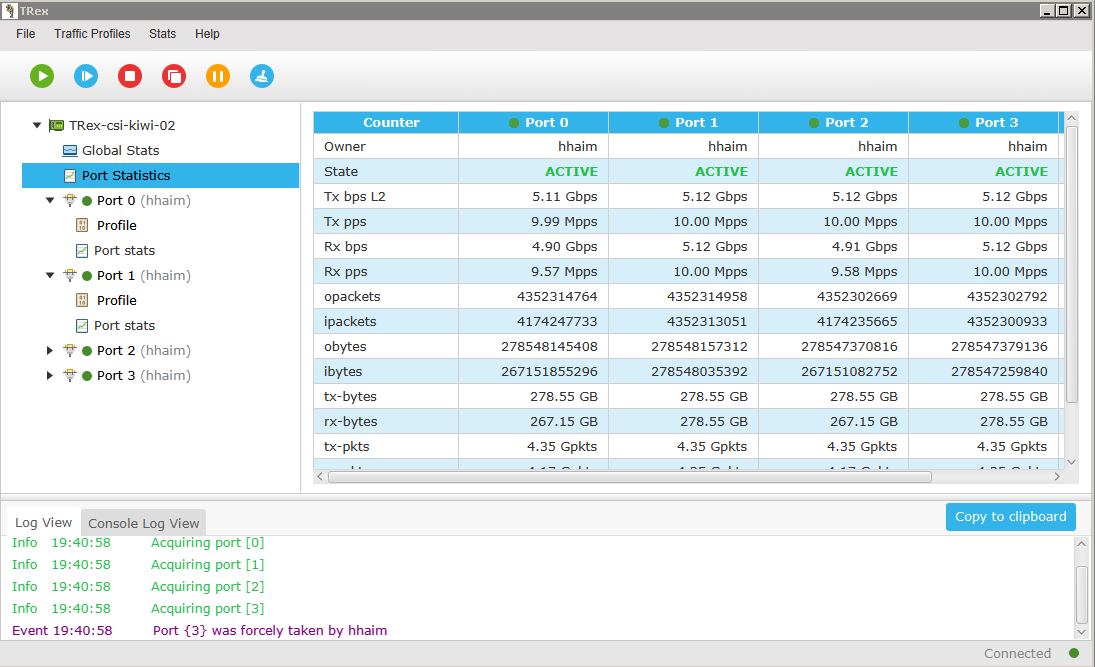 TRex
File Traffic Profiles Stats Help
TRex-csi-kiwi-02
Global Stats
Port Statistics
Port 0 (hhaim)
Profile
Port stats
Port 1 (hhaim)
Profile
Port stats
Port 2 (hhaim)
Port 3 (hhaim)
Counter Port 0 Port 1 Port 2 Port 3
Owner hhaim hhaim hhaim hhaim
State ACTIVE ACTIVE ACTIVE ACTIVE
Tx bps L2 5.11 Gbps 5.12 Gbps 5.12 Gbps 5.12 Gbps
Tx pps 9.99 Mpps 10.00 Mpps 10.00 Mpps 10.00 Mpps
Rx bps 4.90 Gbps 5.12 Gbps 4.91 Gbps 5.12 Gbps
Rx pps 9.57 Mpps 10.00 Mpps 9.58 Mpps 10.00 Mpps
opackets 4352314764 4352314958 4352302669 4352302792
ipackets 4174247733 4352313051 4174235665 4352300933
obytes 278548145408 278548157312 278547370816 278547379136
ibytes 267151855296 278548035392 267151082752 278547259840
tx-bytes 278.55 GB 278.55 GB 278.55 GB 278.55 GB
rx-bytes 267.15 GB 278.55 GB 267.15 GB 278.55 GB
tx-pkts 4.35 Gpkts 4.35 Gpkts 4.35 Gpkts 4.35 Gpkts
Log View Console Log View Copy to clipboard
Info 19:40:58 Acquiring port [0]
Info 19:40:58 Acquiring port [1]
Info 19:40:58 Acquiring port [2]
Info 19:40:58 Acquiring port [3]
Event 19:40:58 Port {3} was forcely taken by hhaim
Connected